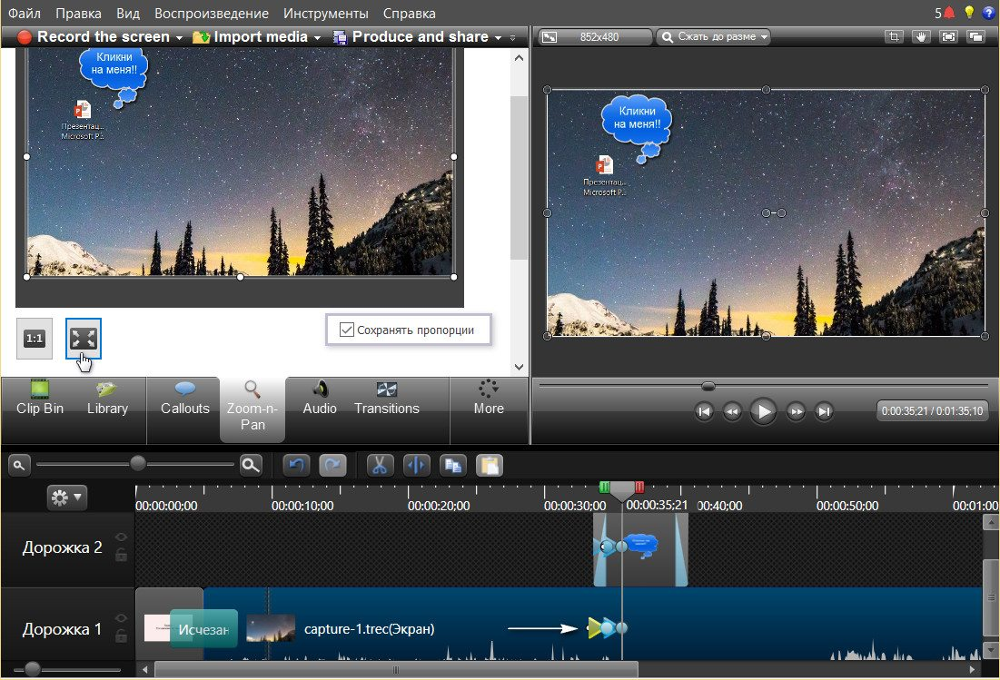 Файл Правка Вид Воспроизведение Инструменты Справка 5
Record the screen Import media Produce and share
852x480 Сжать до разме
Кликни
на меня!!
Презентац...
Microsoft P...
Кликни
на меня!!
Презентац...
Microsoft P...
1:1
Сохранять пропорции
Clip Bin Library Callouts Zoom-n-
Pan Audio Transitions More
0:00:35;21 / 0:01:35;10
00:00:00;00 00:00:10;00 00:00:20;00 00:00:30;00 00:00:35;21 00:40;00 00:00:50;00 00:01:00
Дорожка 2
Дорожка 1
Исчезан
capture-1.trec(Экран)